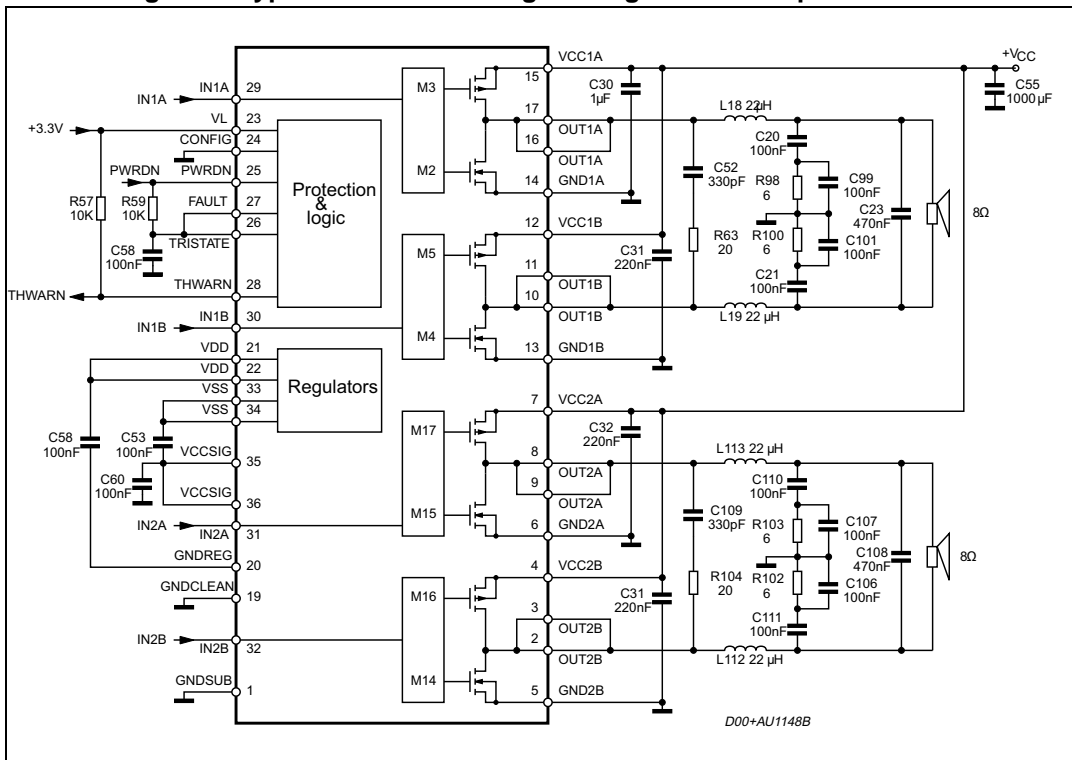 VCC1A
+VCC
IN1A
29
IN1A
M3
15
C30
1µF
C55
1000 µF
+3.3V
VL
23
17
OUT1A
L18 22µH
CONFIG
24
16
OUT1A
C20
100nF
PWRDN
PWRDN
25
Protection
&
logic
M2
14
GND1A
C52
330pF
R98
6
C99
100nF
R57
10K
R59
10K
FAULT
27
26
12
VCC1B
C23
470nF
8Ω
TRISTATE
C58
100nF
M5
C31
220nF
R63
20
R100
6
C101
100nF
11
OUT1B
THWARN
THWARN
28
10
OUT1B
C21
100nF
IN1B
30
IN1B
M4
L19 22 µH
VDD
21
13
GND1B
VDD
22
Regulators
VSS
33
VSS
34
7
VCC2A
M17
C32
220nF
C58
100nF
C53
100nF
VCCSIG
35
8
OUT2A
L113 22 µH
C60
100nF
9
OUT2A
C110
100nF
VCCSIG
36
M15
6
GND2A
C109
330pF
R103
6
C107
100nF
IN2A
IN2A
31
C108
470nF
8Ω
GNDREG
20
4
VCC2B
GNDCLEAN
19
M16
C31
220nF
R104
20
R102
6
C106
100nF
3
OUT2B
C111
100nF
IN2B
IN2B
32
2
OUT2B
L112 22 µH
M14
GNDSUB
1
5
GND2B
D00+AU1148B